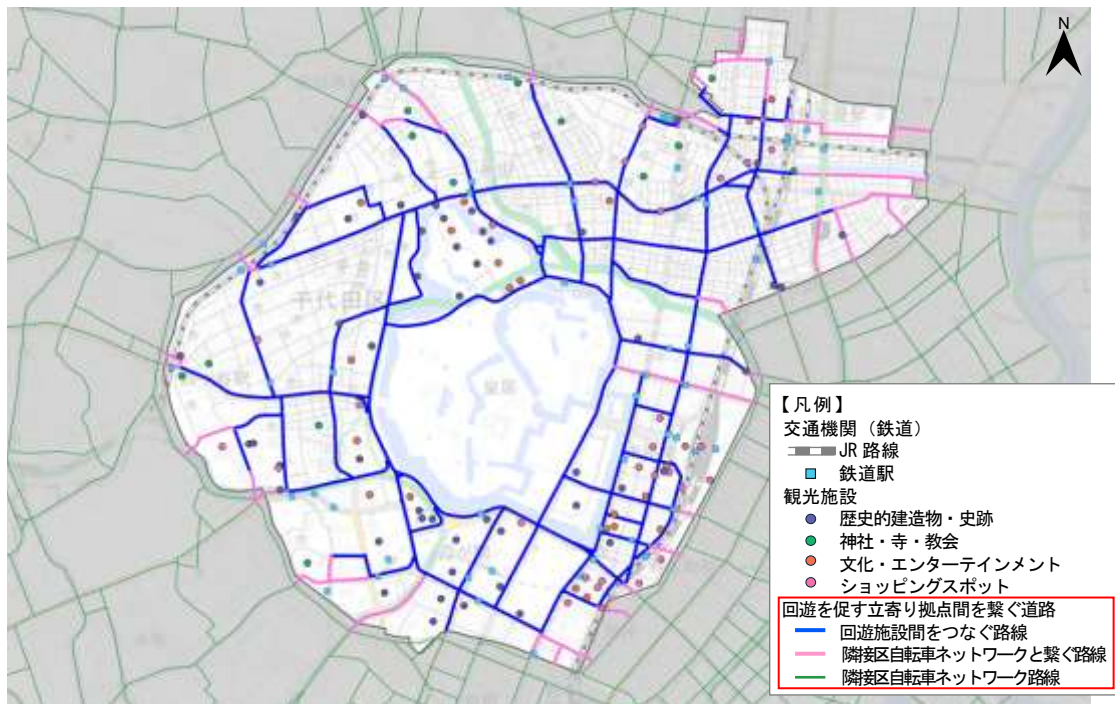 N
千代田区
皇居
【凡例】
交通機関（鉄道）
JR 路線
鉄道駅
観光施設
歴史的建造物・史跡
神社・寺・教会
文化・エンターテインメント
ショッピングスポット
回遊を促す立寄り拠点間を繋ぐ道路
回遊施設間をつなぐ路線
隣接区自転車ネットワークと繋ぐ路線
隣接区自転車ネットワーク路線